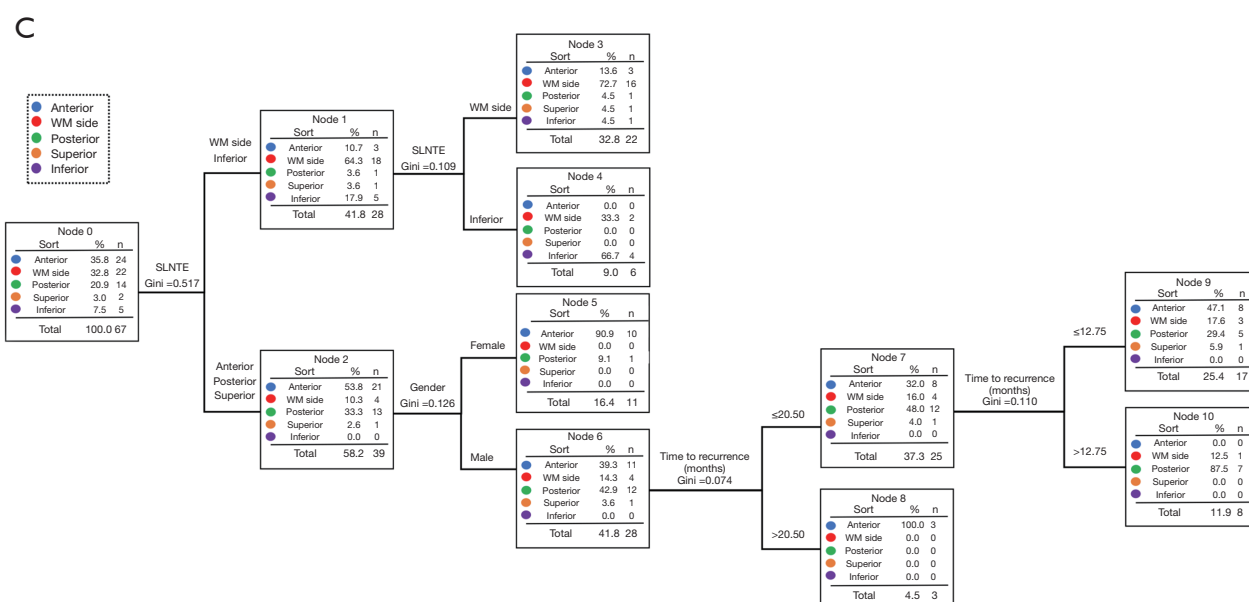 C
Anterior
WM side
Posterior
Superior
Inferior
Node 0
Sort % n
Anterior 35.8 24
WM side 32.8 22
Posterior 20.9 14
Superior 3.0 2
Inferior 7.5 5
Total 100.0 67
SLNTE
Gini =0.517
WM side
Inferior
Anterior
Posterior
Superior
Node 1
Sort % n
Anterior 10.7 3
WM side 64.3 18
Posterior 3.6 1
Superior 3.6 1
Inferior 17.9 5
Total 41.8 28
SLNTE
Gini =0.109
WM side
Inferior
Node 2
Sort % n
Anterior 53.8 21
WM side 10.3 4
Posterior 33.3 13
Superior 2.6 1
Inferior 0.0 0
Total 58.2 39
Gender
Gini =0.126
Female
Male
Node 3
Sort % n
Anterior 13.6 3
WM side 72.7 16
Posterior 4.5 1
Superior 4.5 1
Inferior 4.5 1
Total 32.8 22
Node 4
Sort % n
Anterior 0.0 0
WM side 33.3 2
Posterior 0.0 0
Superior 0.0 0
Inferior 66.7 4
Total 9.0 6
Node 5
Sort % n
Anterior 90.9 10
WM side 0.0 0
Posterior 9.1 1
Superior 0.0 0
Inferior 0.0 0
Total 16.4 11
Node 6
Sort % n
Anterior 39.3 11
WM side 14.3 4
Posterior 42.9 12
Superior 3.6 1
Inferior 0.0 0
Total 41.8 28
Time to recurrence
(months)
Gini =0.074
≤20.50
>20.50
Node 7
Sort % n
Anterior 32.0 8
WM side 16.0 4
Posterior 48.0 12
Superior 4.0 1
Inferior 0.0 0
Total 37.3 25
Node 8
Sort % n
Anterior 100.0 3
WM side 0.0 0
Posterior 0.0 0
Superior 0.0 0
Inferior 0.0 0
Total 4.5 3
Time to recurrence
(months)
Gini =0.110
≤12.75
>12.75
Node 9
Sort % n
Anterior 47.1 8
WM side 17.6 3
Posterior 29.4 5
Superior 5.9 1
Inferior 0.0 0
Total 25.4 17
Node 10
Sort % n
Anterior 0.0 0
WM side 12.5 1
Posterior 87.5 7
Superior 0.0 0
Inferior 0.0 0
Total 11.9 8